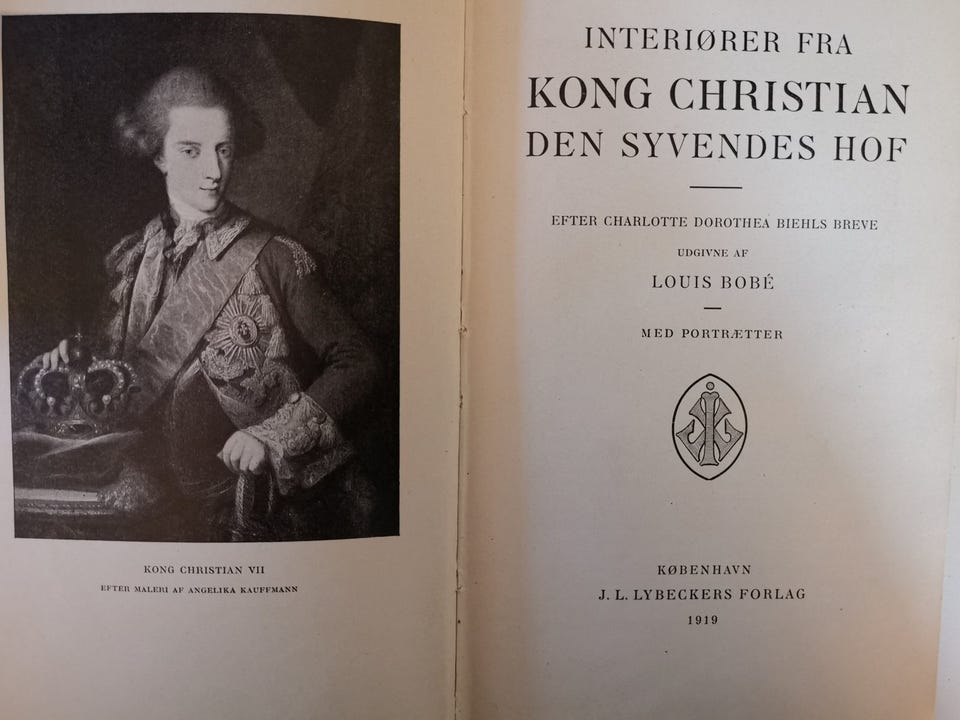 KONG CHRISTIAN VII
EFTER MALERI AF ANGELIKA KAUFFMANN
INTERIØRER FRA
KONG CHRISTIAN
DEN SYVENDES HOF
EFTER CHARLOTTE DOROTHEA BIEHLS BREVE
UDGIVNE AF
LOUIS BOBÉ
MED PORTRÆTTER
KØBENHAVN
J. L. LYBECKERS FORLAG
1919